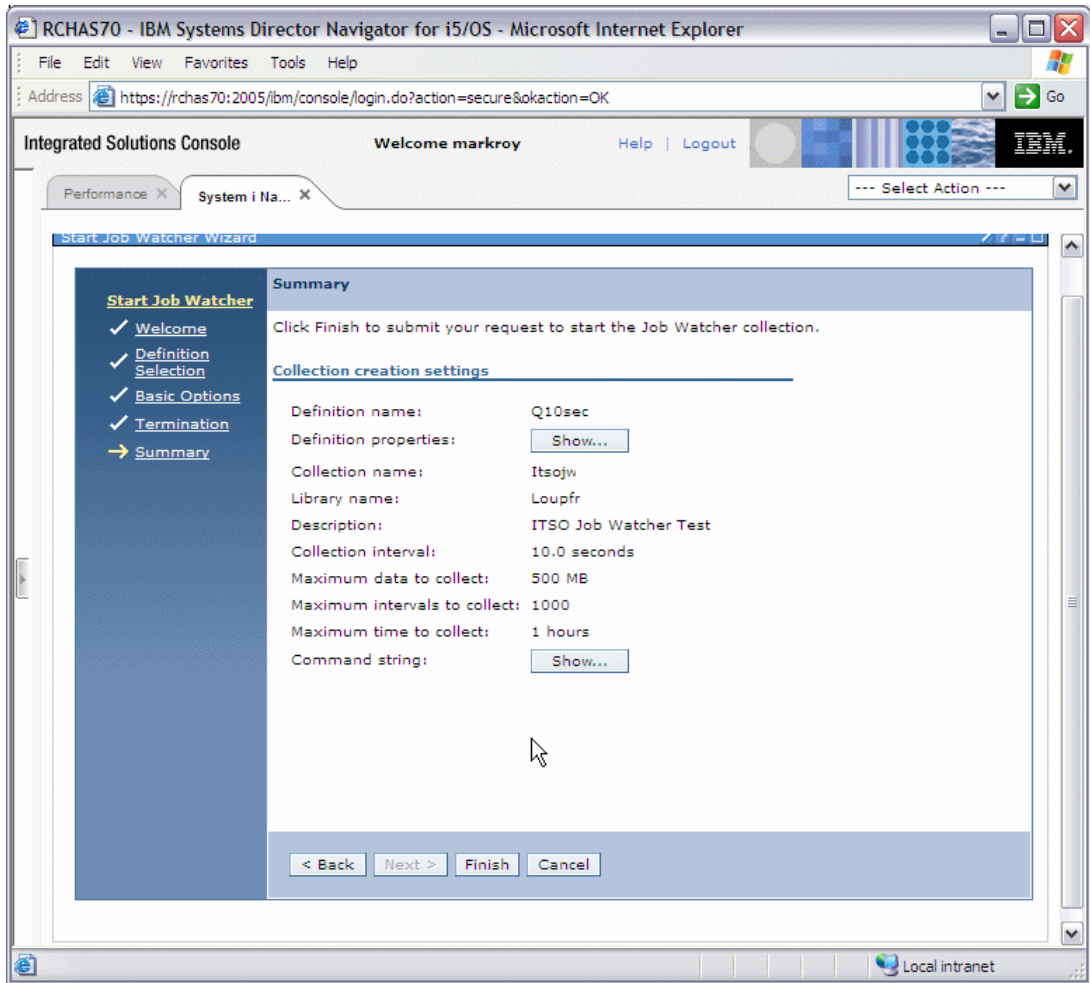 RCHAS70 - IBM Systems Director Navigator for i5/OS - Microsoft Internet Explorer
File Edit View Favorites Tools Help
Address https://rchas70:2005/ibm/console/login.do?action=secure&okaction=OK Go
Integrated Solutions Console Welcome markroy Help | Logout IBM.
Performance System i Na... --- Select Action ---
Start Job Watcher Wizard
Start Job Watcher
Welcome
Definition
Selection
Basic Options
Termination
Summary
Summary
Click Finish to submit your request to start the Job Watcher collection.
Collection creation settings
Definition name: Q10sec
Definition properties: Show...
Collection name: Itsojw
Library name: Loupfr
Description: ITSO Job Watcher Test
Collection interval: 10.0 seconds
Maximum data to collect: 500 MB
Maximum intervals to collect: 1000
Maximum time to collect: 1 hours
Command string: Show...
< Back Next > Finish Cancel
Local intranet